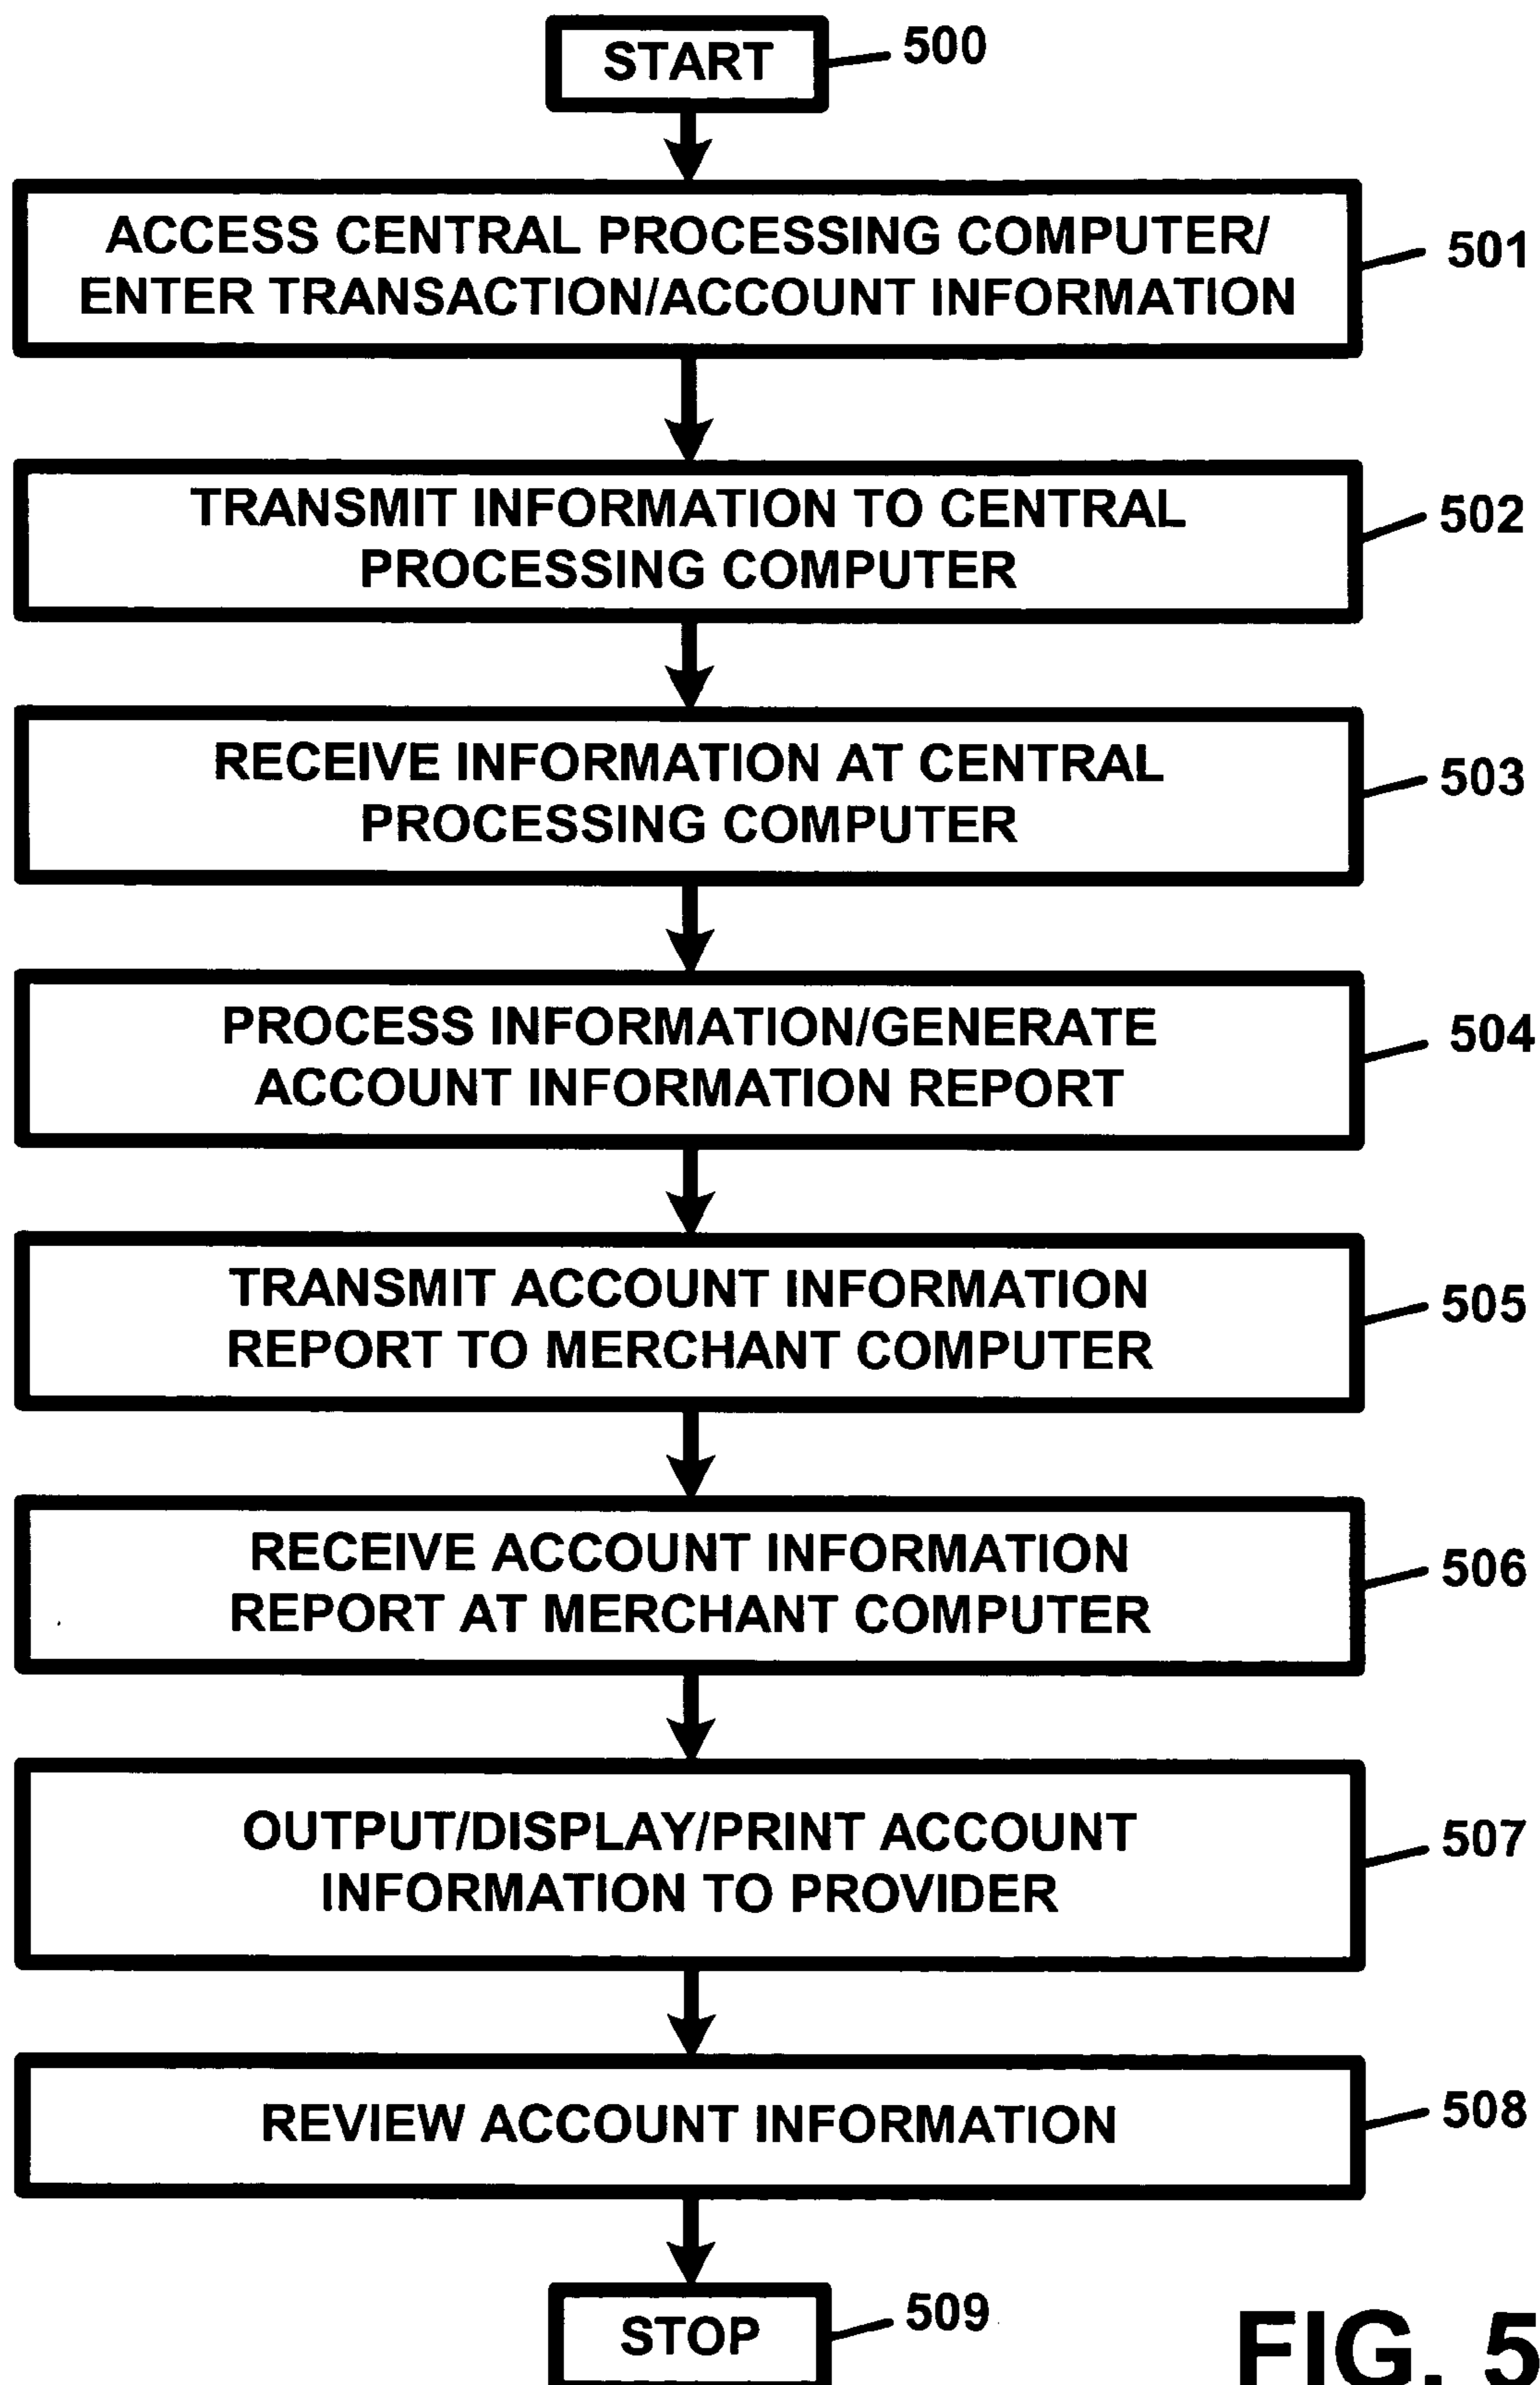 START
500
ACCESS CENTRAL PROCESSING COMPUTER/
ENTER TRANSACTION/ACCOUNT INFORMATION
501
TRANSMIT INFORMATION TO CENTRAL
PROCESSING COMPUTER
502
RECEIVE INFORMATION AT CENTRAL
PROCESSING COMPUTER
503
PROCESS INFORMATION/GENERATE
ACCOUNT INFORMATION REPORT
504
TRANSMIT ACCOUNT INFORMATION
REPORT TO MERCHANT COMPUTER
505
RECEIVE ACCOUNT INFORMATION
REPORT AT MERCHANT COMPUTER
506
OUTPUT/DISPLAY/PRINT ACCOUNT
INFORMATION TO PROVIDER
507
REVIEW ACCOUNT INFORMATION
508
STOP
509
FIG. 5